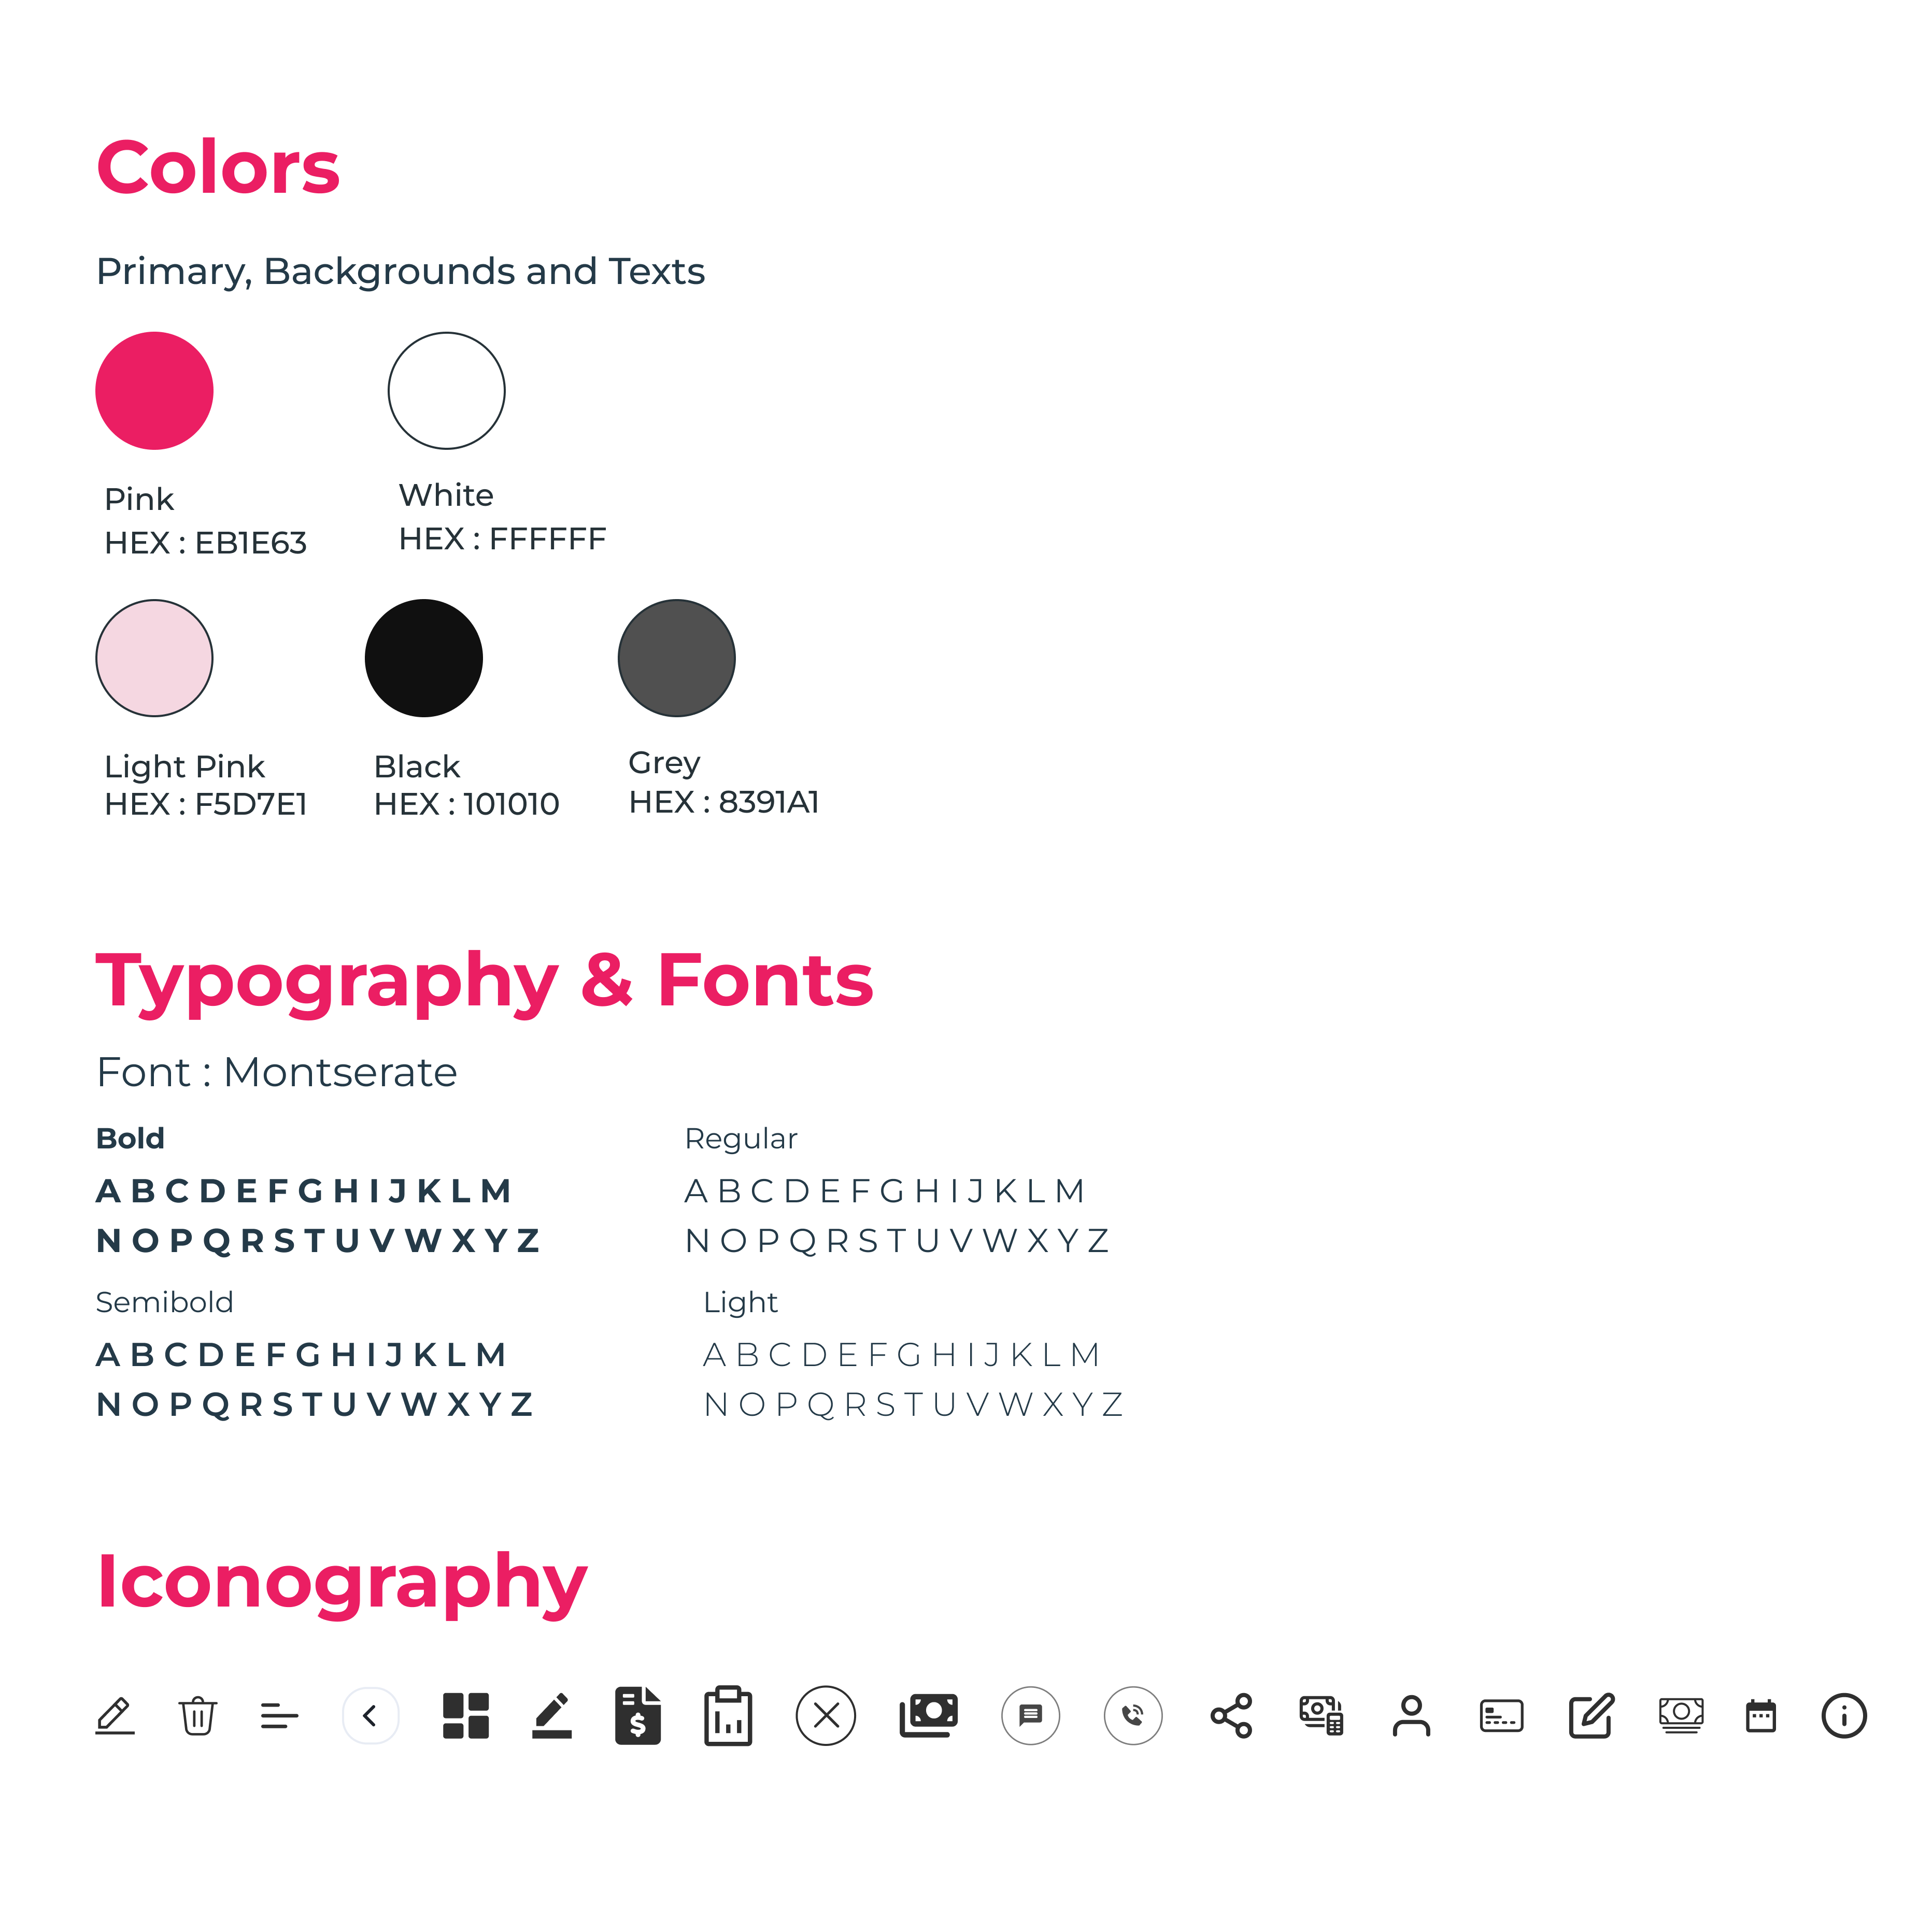 Colors
Primary, Backgrounds and Texts
Pink
HEX : EB1E63
White
HEX : FFFFFF
Light Pink
HEX : F5D7E1
Black
HEX : 101010
Grey
HEX : 8391A1
Typography & Fonts
Font : Montserate
Bold
A B C D E F G H I J K L M
N O P Q R S T U V W X Y Z
Regular
A B C D E F G H I J K L M
N O P Q R S T U V W X Y Z
Semibold
A B C D E F G H I J K L M
N O P Q R S T U V W X Y Z
Light
A B C D E F G H I J K L M
N O P Q R S T U V W X Y Z
Iconography